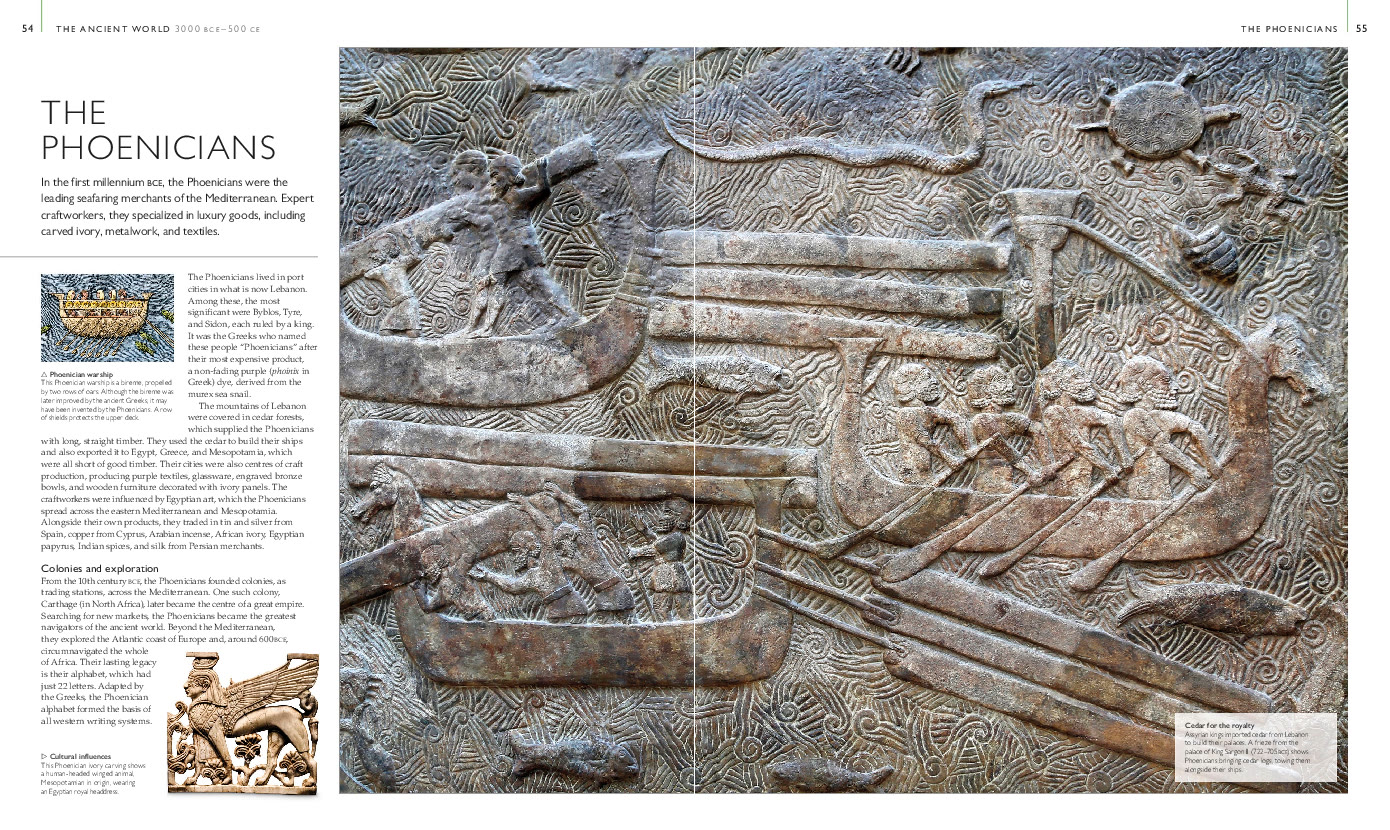 54 THE ANCIENT WORLD 3000 BCE–500 CE
THE PHOENICIANS 55
THE
PHOENICIANS
In the first millennium BCE, the Phoenicians were the
leading seafaring merchants of the Mediterranean. Expert
craftworkers, they specialized in luxury goods, including
carved ivory, metalwork, and textiles.
△ Phoenician warship
This Phoenician warship is a bireme, propelled
by two rows of oars. Although the bireme was
later improved by the ancient Greeks, it may
have been invented by the Phoenicians. A row
of shields protects the upper deck.
The Phoenicians lived in port
cities in what is now Lebanon.
Among these, the most
significant were Byblos, Tyre,
and Sidon, each ruled by a king.
It was the Greeks who named
these people “Phoenicians” after
their most expensive product,
a non-fading purple (phoinix in
Greek) dye, derived from the
murex sea snail.
The mountains of Lebanon
were covered in cedar forests,
which supplied the Phoenicians
with long, straight timber. They used the cedar to build their ships
and also exported it to Egypt, Greece, and Mesopotamia, which
were all short of good timber. Their cities were also centres of craft
production, producing purple textiles, glassware, engraved bronze
bowls, and wooden furniture decorated with ivory panels. The
craftworkers were influenced by Egyptian art, which the Phoenicians
spread across the eastern Mediterranean and Mesopotamia.
Alongside their own products, they traded in tin and silver from
Spain, copper from Cyprus, Arabian incense, African ivory, Egyptian
papyrus, Indian spices, and silk from Persian merchants.
Colonies and exploration
From the 10th century BCE, the Phoenicians founded colonies, as
trading stations, across the Mediterranean. One such colony,
Carthage (in North Africa), later became the centre of a great empire.
Searching for new markets, the Phoenicians became the greatest
navigators of the ancient world. Beyond the Mediterranean,
they explored the Atlantic coast of Europe and, around 600 BCE,
circumnavigated the whole
of Africa. Their lasting legacy
is their alphabet, which had
just 22 letters. Adapted by
the Greeks, the Phoenician
alphabet formed the basis of
all western writing systems.
▷ Cultural influences
This Phoenician ivory carving shows
a human-headed winged animal,
Mesopotamian in origin, wearing
an Egyptian royal headdress.
Cedar for the royalty
Assyrian kings imported cedar from Lebanon
to build their palaces. A frieze from the
palace of King Sargon II (722–705 BCE) shows
Phoenicians bringing cedar logs, towing them
alongside their ships.